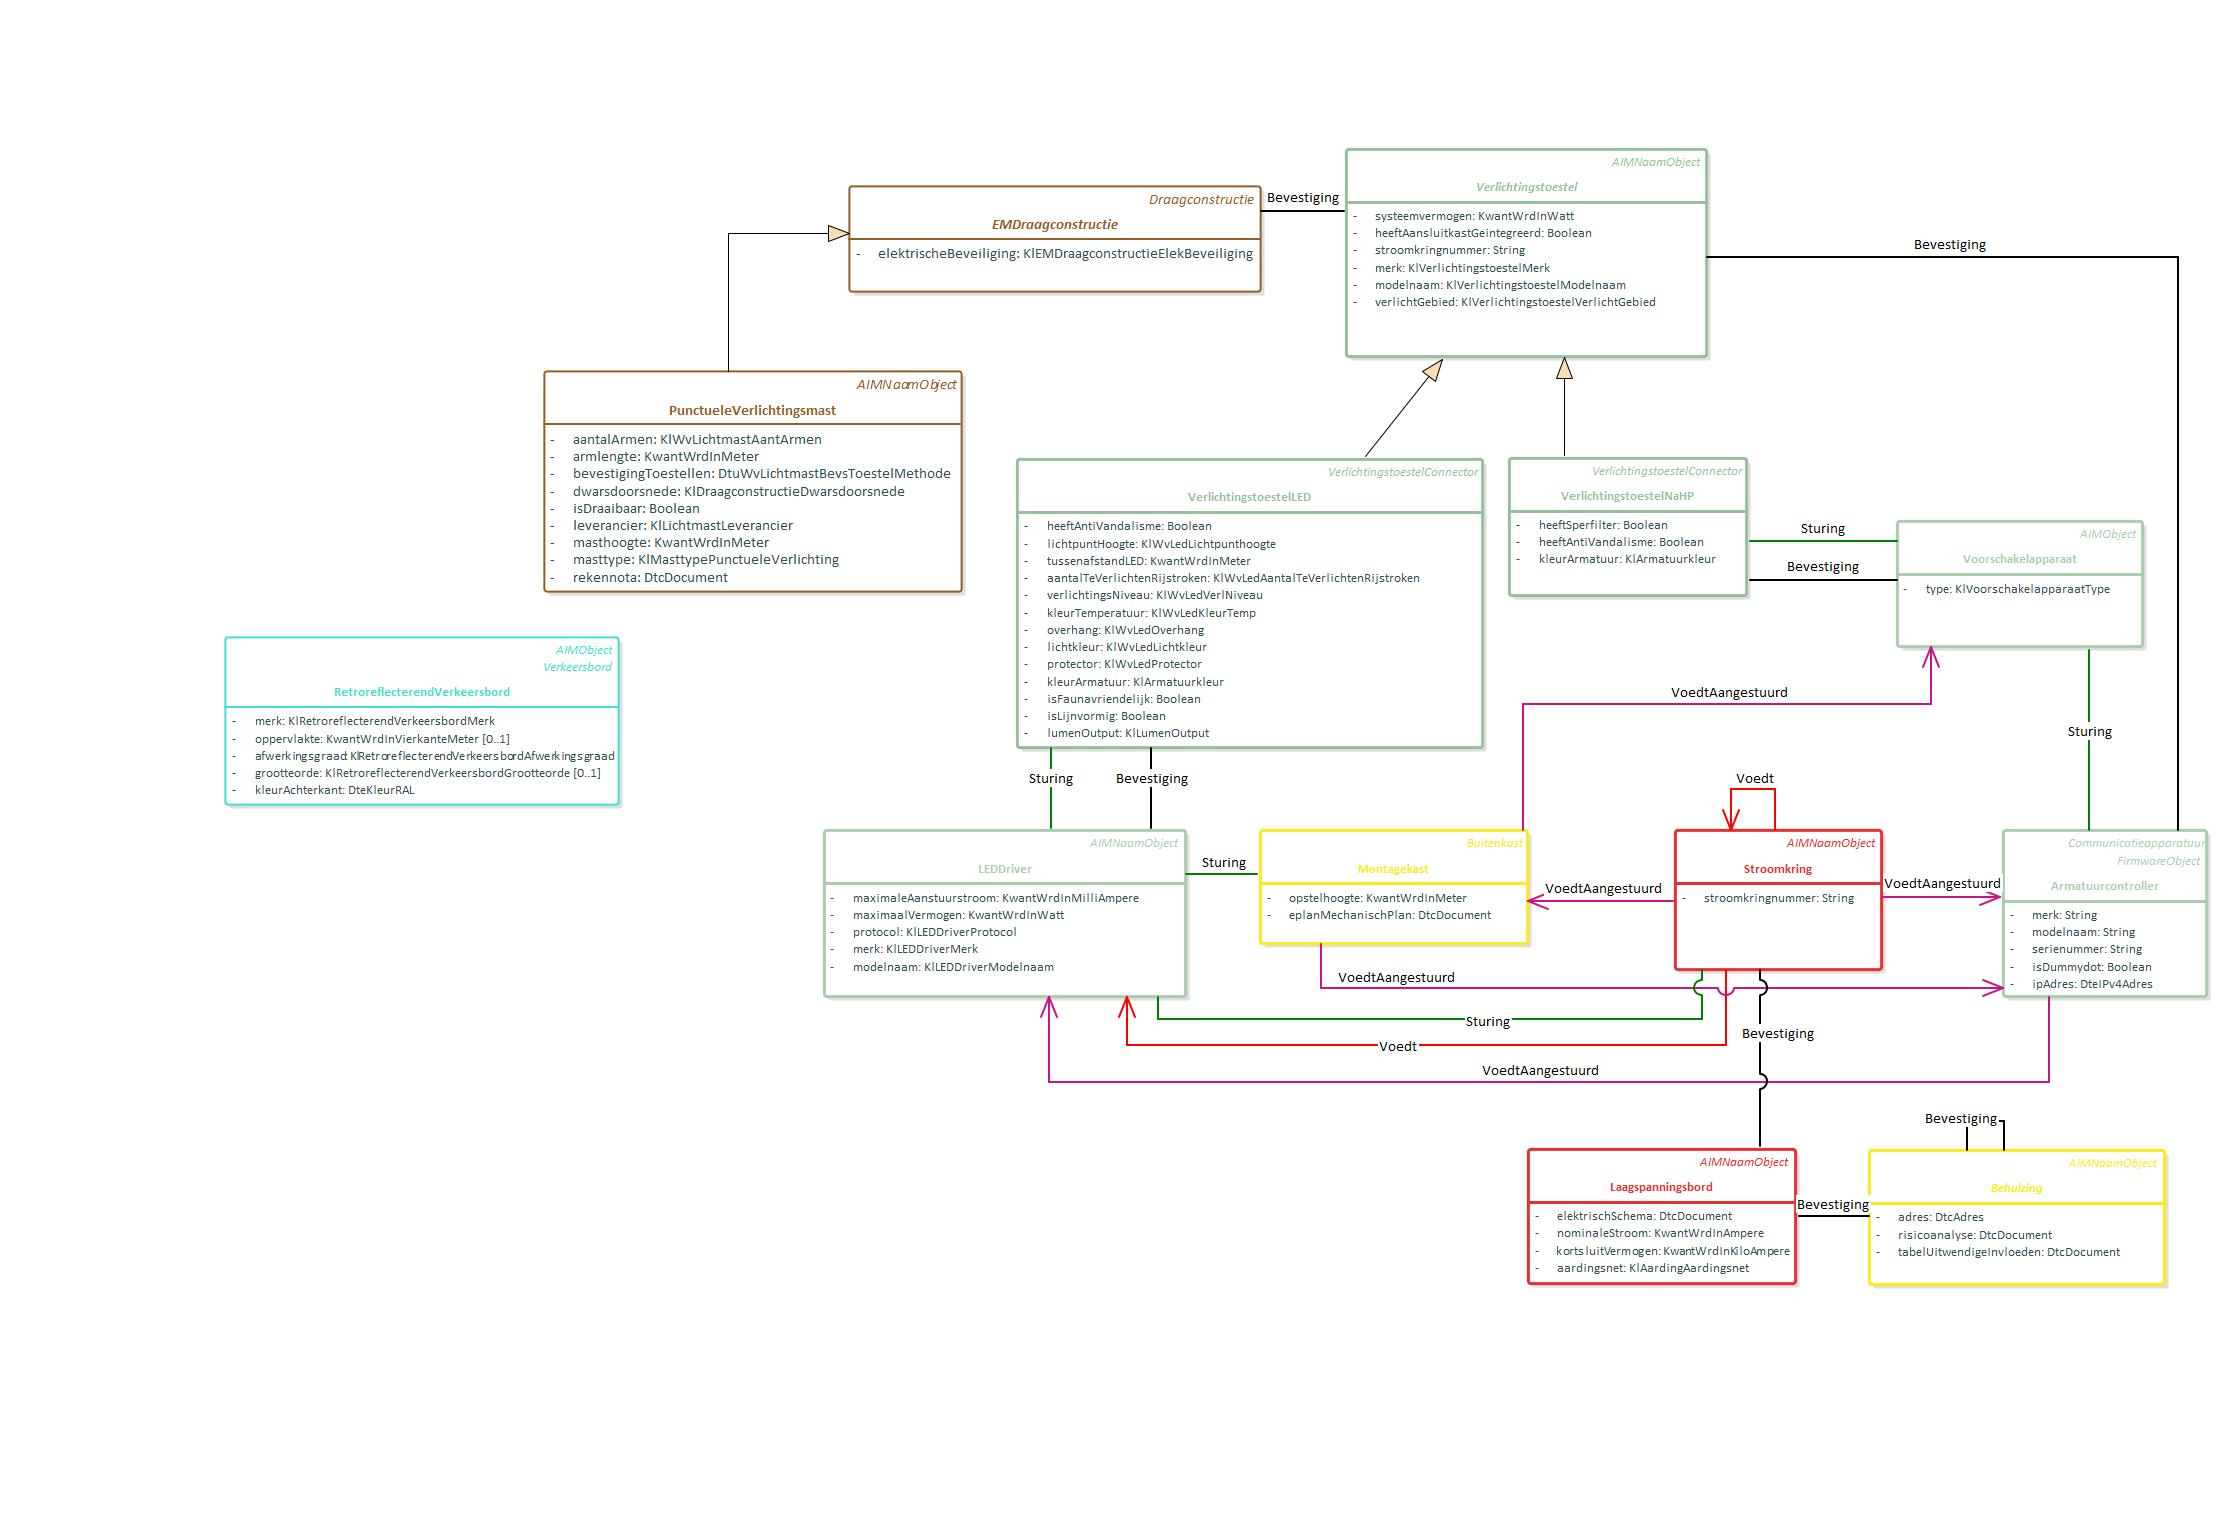 AIMNaamObject
Verlichtingstoestel
- systeemvermogen: KwantWrdInWatt
- heeftAansluitkastGeintegreerd: Boolean
- stroomkringnummer: String
- merk: KlVerlichtingstoestelMerk
- modelnaam: KlVerlichtingstoestelModelnaam
- verlichtGebied: KlVerlichtingstoestelVerlichtGebied
Draagconstructie
EMDraagconstructie
- elektrischeBeveiliging: KlEMDraagconstructieElekBeveiliging
Bevestiging
Bevestiging
AIMNaamObject
PunctueleVerlichtingsmast
- aantalArmen: KlWvLichtmastAantArmen
- armlengte: KwantWrdInMeter
- bevestigingToestellen: DtuWvLichtmastBevsToestelMethode
- dwarsdoorsnede: KlDraagconstructieDwarsdoorsnede
- isDraaibaar: Boolean
- leverancier: KlLichtmastLeverancier
- masthoogte: KwantWrdInMeter
- masttype: KlMasttypePunctueleVerlichting
- rekennota: DtcDocument
VerlichtingstoestelConnector
VerlichtingstoestelLED
- heeftAntiVandalisme: Boolean
- lichtpuntHoogte: KlWvLedLichtpunthoogte
- tussenafstandLED: KwantWrdInMeter
- aantalTeVerlichtenRijstroken: KlWvLedAantalTeVerlichtenRijstroken
- verlichtingsNiveau: KlWvLedVerlNiveau
- kleurTemperatuur: KlWvLedKleurTemp
- overhang: KlWvLedOverhang
- lichtkleur: KlWvLedLichtkleur
- protector: KlWvLedProtector
- kleurArmatuur: KlArmatuurkleur
- isFaunavriendelijk: Boolean
- isLijnvormig: Boolean
- lumenOutput: KlLumenOutput
VerlichtingstoestelConnector
VerlichtingstoestelNaHP
- heeftSperfilter: Boolean
- heeftAntiVandalisme: Boolean
- kleurArmatuur: KlArmatuurkleur
Sturing
Bevestiging
AIMObject
Voorschakelapparaat
- type: KlVoorschakelapparaatType
AIMObject
Verkeersbord
RetroreflecterendVerkeersbord
- merk: KlRetroreflecterendVerkeersbordMerk
- oppervlakte: KwantWrdInVierkanteMeter [0..1]
- afwerkingsgraad: KlRetroreflecterendVerkeersbordAfwerkingsgraad
- grootteorde: KlRetroreflecterendVerkeersbordGrootteorde [0..1]
- kleurAchterkant: DteKleurRAL
VoedtAangestuurd
Sturing
Sturing
Bevestiging
Voedt
AIMNaamObject
LEDDriver
- maximaleAanstuurstroom: KwantWrdInMilliAmpere
- maximaalVermogen: KwantWrdInWatt
- protocol: KlLEDDriverProtocol
- merk: KlLEDDriverMerk
- modelnaam: KlLEDDriverModelnaam
Sturing
Buitenkast
Montagekast
- opstelhoogte: KwantWrdInMeter
- eplanMechanischPlan: DtcDocument
VoedtAangestuurd
AIMNaamObject
Stroomkring
- stroomkringnummer: String
VoedtAangestuurd
Communicatieapparatuur
FirmwareObject
Armatuurcontroller
- merk: String
- modelnaam: String
- serienummer: String
- isDummydot: Boolean
- ipAdres: DteIPv4Adres
VoedtAangestuurd
Sturing
Voedt
Bevestiging
VoedtAangestuurd
Bevestiging
AIMNaamObject
Laagspanningsbord
- elektrischSchema: DtcDocument
- nominaleStroom: KwantWrdInAmpere
- kortsluitVermogen: KwantWrdInKiloAmpere
- aardingsnet: KlAardingAardingsnet
Bevestiging
AIMNaamObject
Behuizing
- adres: DtcAdres
- risicoanalyse: DtcDocument
- tabelUitwendigeInvloeden: DtcDocument